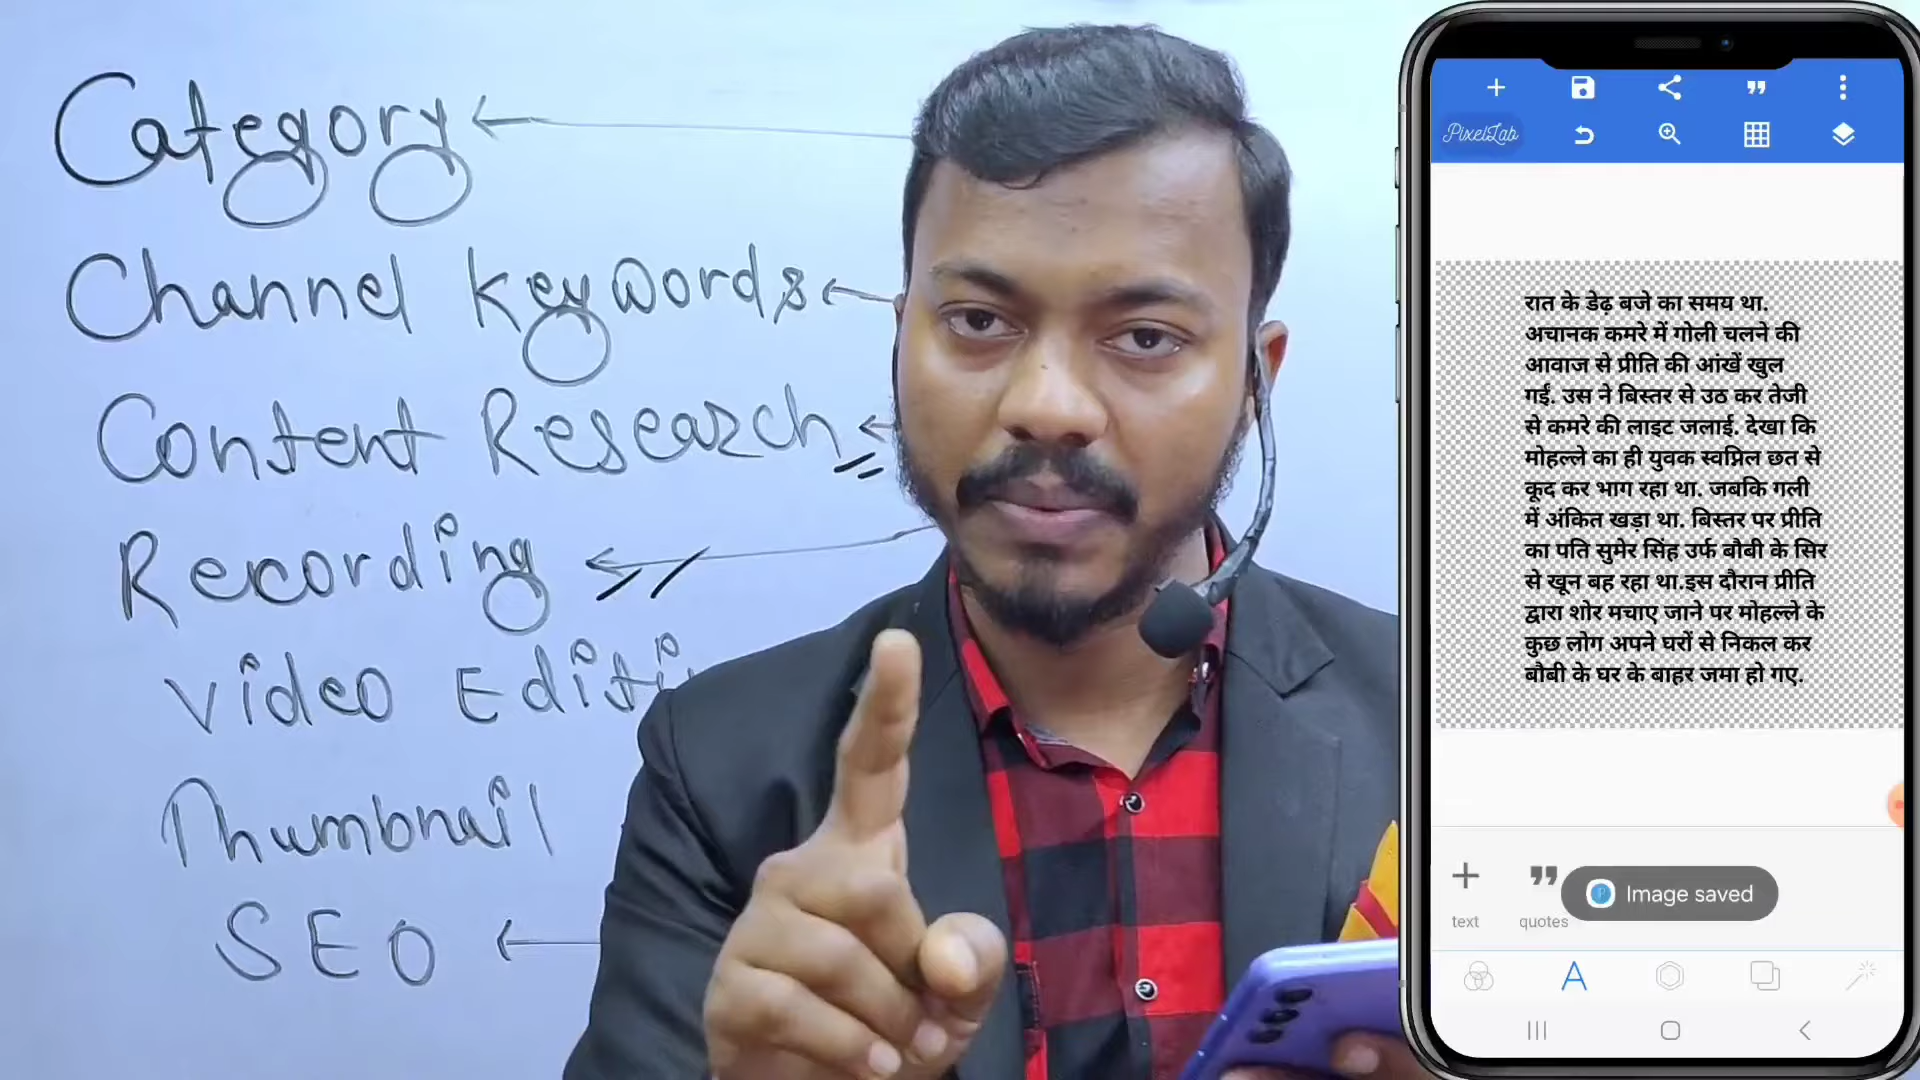 Category
Channel Keywords
Content Research
Recording
Video Editi
Thumbnail
SEO
PixelLab
रात के डेढ़ बजे का समय था.
अचानक कमरे में गोली चलने की
आवाज से प्रीति की आंखें खुल
गईं. उस ने बिस्तर से उठ कर तेजी
से कमरे की लाइट जलाई. देखा कि
मोहल्ले का ही युवक स्वप्निल छत से
कूद कर भाग रहा था. जबकि गली
में अंकित खड़ा था. बिस्तर पर प्रीति
का पति सुमेर सिंह उर्फ बौबी के सिर
से खून बह रहा था.इस दौरान प्रीति
द्वारा शोर मचाए जाने पर मोहल्ले के
कुछ लोग अपने घरों से निकल कर
बौबी के घर के बाहर जमा हो गए.
Image saved
text
quotes